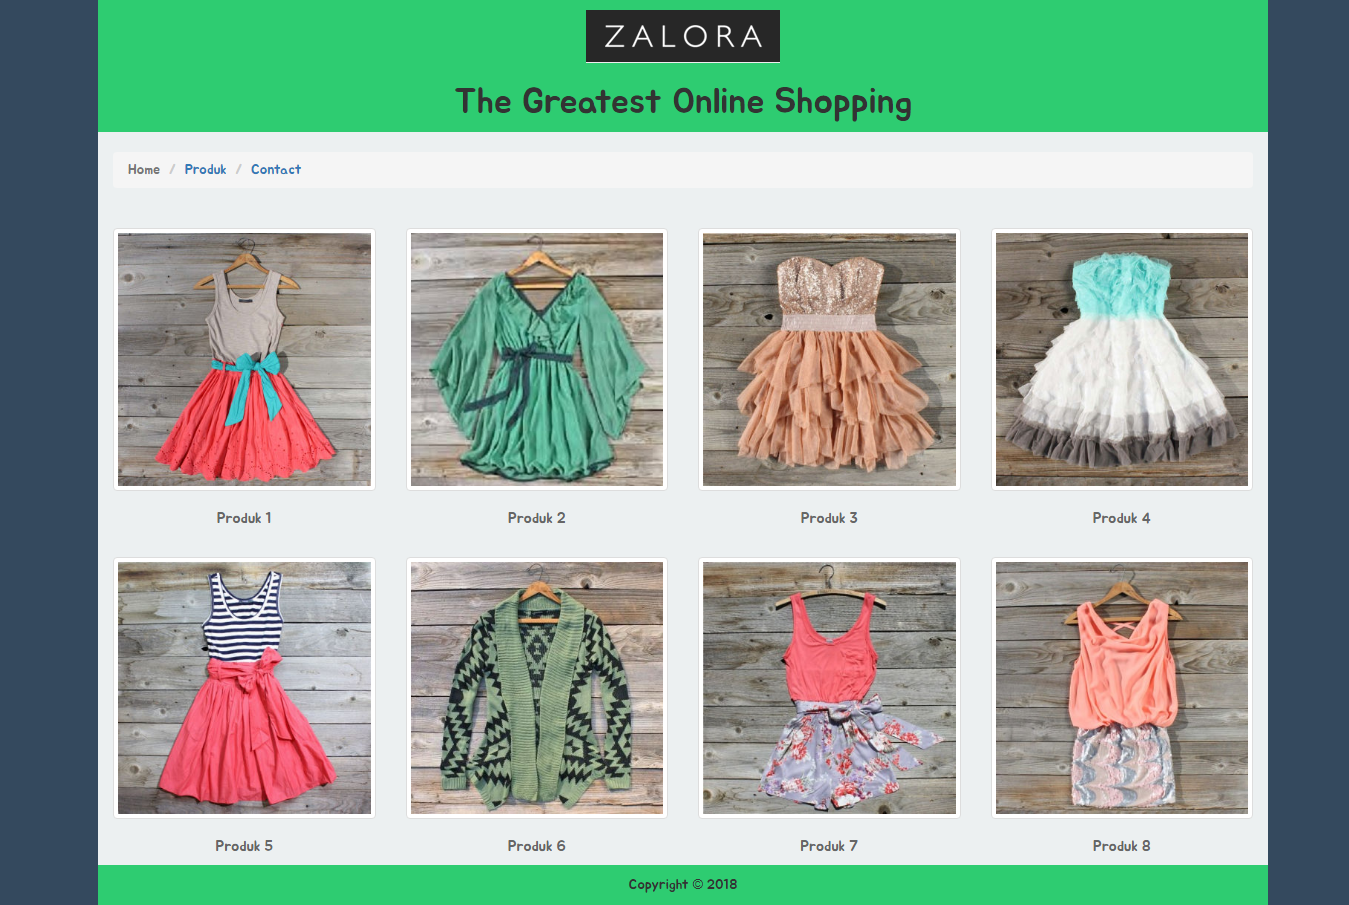 ZALORA
The Greatest Online Shopping
Home / Produk / Contact
Produk 1
Produk 2
Produk 3
Produk 4
Produk 5
Produk 6
Produk 7
Produk 8
Copyright © 2018